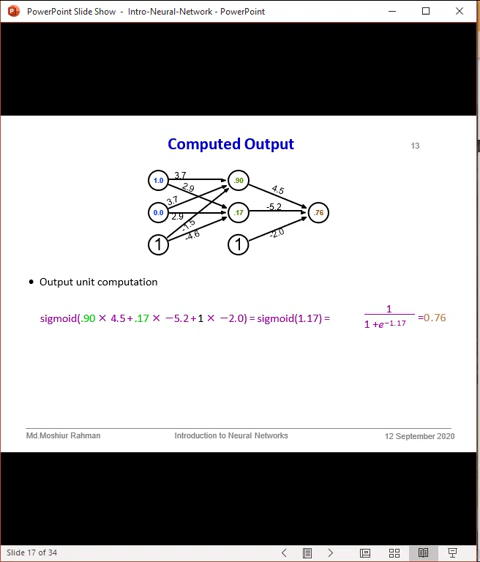 PowerPoint Slide Show - Intro-Neural-Network - PowerPoint
Computed Output
13
1.0
3.7
2.9
.90
4.5
0.0
3.7
2.9
.17
-5.2
.76
1
-1.5
-4.6
1
-2.0
• Output unit computation
sigmoid(.90 × 4.5+.17 × −5.2+1 × −2.0) = sigmoid(1.17) = 1 / 1+e^−1.17 =0.76
Md.Moshiur Rahman Introduction to Neural Networks 12 September 2020
Slide 17 of 34